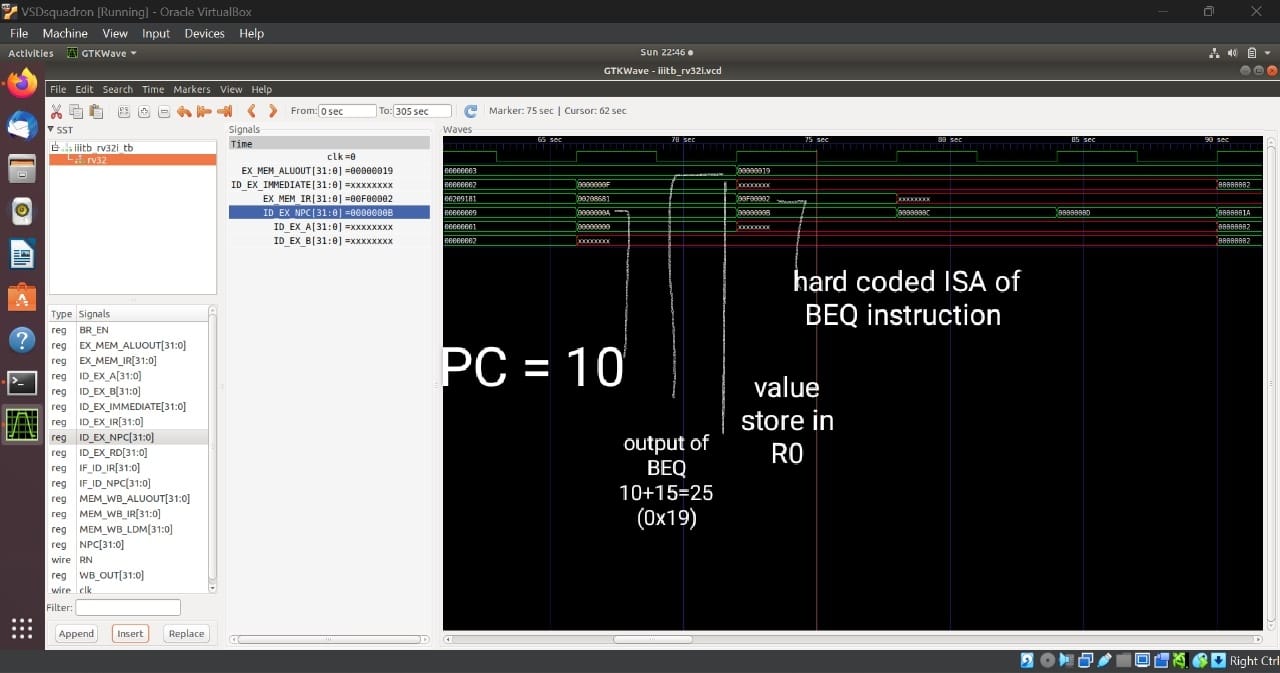 VSDsquadron [Running] - Oracle VirtualBox
File Machine View Input Devices Help
Activities GTKWave Sun 22:46
GTKWave - iiitb_rv32i.vcd
File Edit Search Time Markers View Help
From: 0 sec To: 305 sec Marker: 75 sec | Cursor: 62 sec
SST
iiitb_rv32i_tb
rv32
Type Signals
reg BR_EN
reg EX_MEM_ALUOUT[31:0]
reg EX_MEM_IR[31:0]
reg ID_EX_A[31:0]
reg ID_EX_B[31:0]
reg ID_EX_IMMEDIATE[31:0]
reg ID_EX_IR[31:0]
reg ID_EX_NPC[31:0]
reg ID_EX_RD[31:0]
reg IF_ID_IR[31:0]
reg IF_ID_NPC[31:0]
reg MEM_WB_ALUOUT[31:0]
reg MEM_WB_IR[31:0]
reg MEM_WB_LDM[31:0]
reg NPC[31:0]
wire RN
reg WB_OUT[31:0]
wire clk
Filter:
Append Insert Replace
Signals
Time
clk =0
EX_MEM_ALUOUT[31:0] =00000019
ID_EX_IMMEDIATE[31:0] =xxxxxxxx
EX_MEM_IR[31:0] =00F00002
ID_EX_NPC[31:0] =0000000B
ID_EX_A[31:0] =xxxxxxxx
ID_EX_B[31:0] =xxxxxxxx
Waves
65 sec 70 sec 75 sec 80 sec 85 sec 90 sec
00000003 00000019
00000002 0000000F xxxxxxxx 00000002
00209181 00208681 00F00002 xxxxxxxx
00000009 0000000A 0000000B 0000000C 0000000D 0000001A
00000001 00000000 xxxxxxxx 00000002
00000002 xxxxxxxx 00000002
hard coded ISA of
BEQ instruction
PC = 10
value
store in
R0
output of
BEQ
10+15=25
(0x19)
Right Ctrl